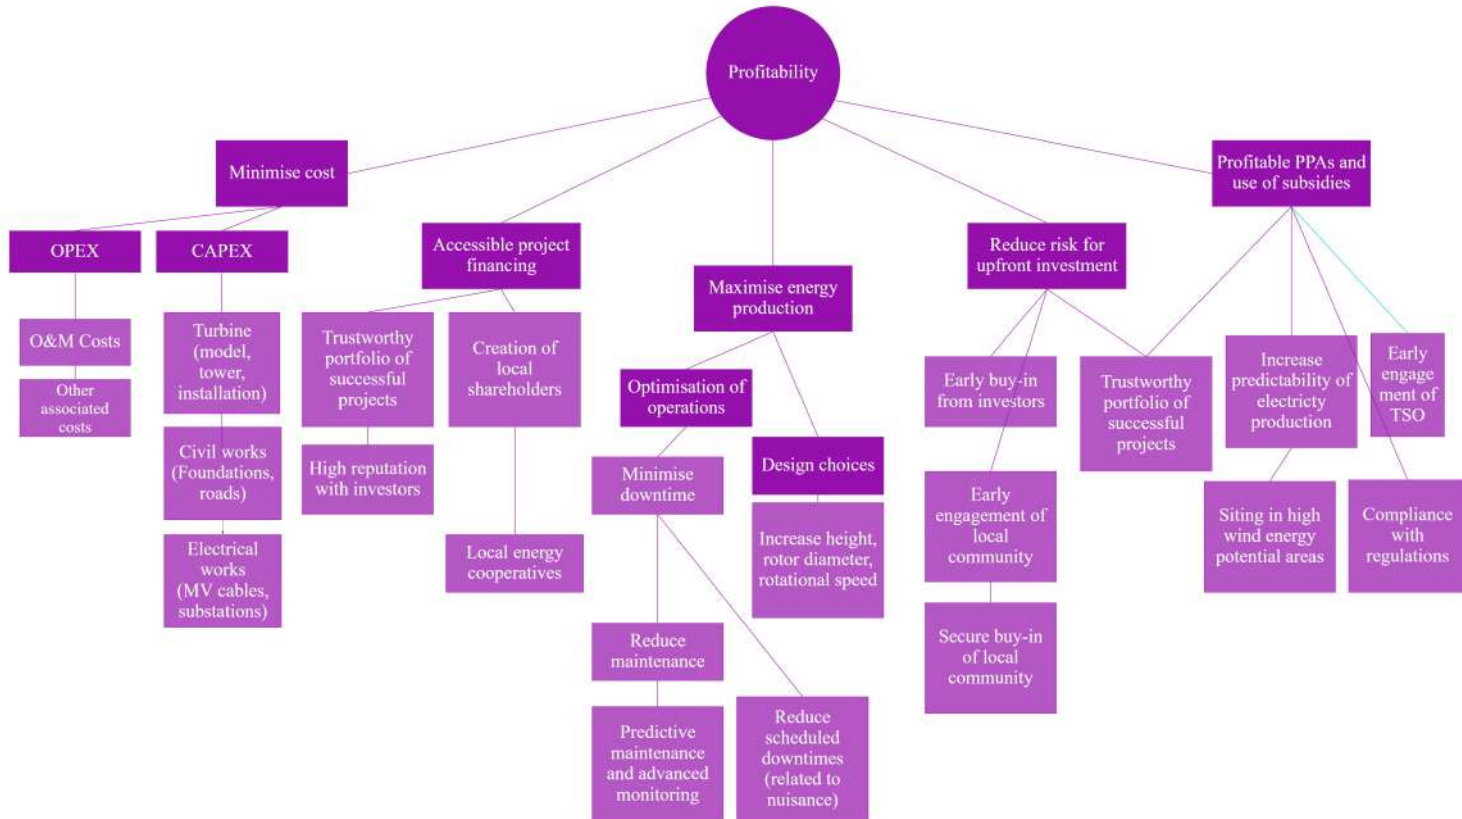 Profitability
Minimise cost
Profitable PPAs and
use of subsidies
OPEX
CAPEX
Accessible project
financing
Reduce risk for
upfront investment
Maximise energy
production
O&M Costs
Other
associated
costs
Turbine
(model,
tower,
installation)
Civil works
(Foundations,
roads)
Electrical
works
(MV cables,
substations)
Trustworthy
portfolio of
successful
projects
High reputation
with investors
Creation of
local
shareholders
Local energy
cooperatives
Optimisation of
operations
Minimise
downtime
Reduce
maintenance
Predictive
maintenance
and advanced
monitoring
Reduce
scheduled
downtimes
(related to
nuisance)
Design choices
Increase height,
rotor diameter,
rotational speed
Early buy-in
from investors
Early
engagement of
local
community
Secure buy-in
of local
community
Trustworthy
portfolio of
successful
projects
Increase
predictability of
electricty
production
Siting in high
wind energy
potential areas
Early
engage
ment of
TSO
Compliance
with
regulations